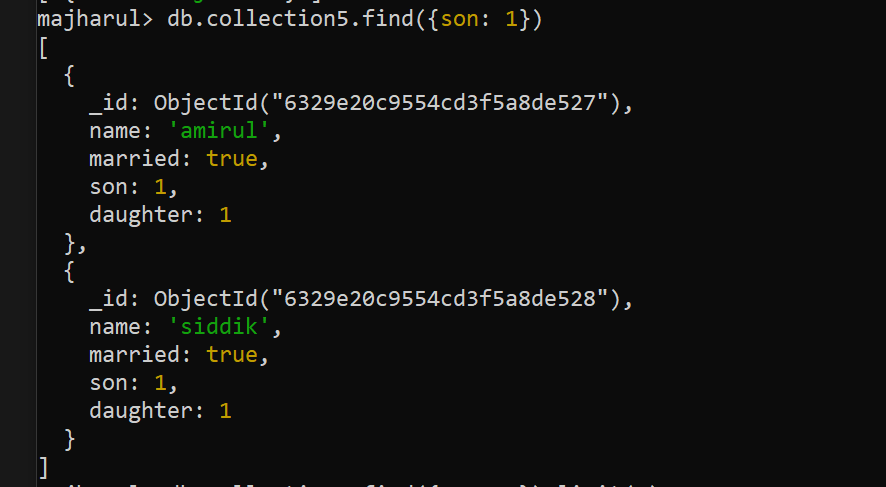 majharul> db.collection5.find({son: 1})
[
  {
    _id: ObjectId("6329e20c9554cd3f5a8de527"),
    name: 'amirul',
    married: true,
    son: 1,
    daughter: 1
  },
  {
    _id: ObjectId("6329e20c9554cd3f5a8de528"),
    name: 'siddik',
    married: true,
    son: 1,
    daughter: 1
  }
]